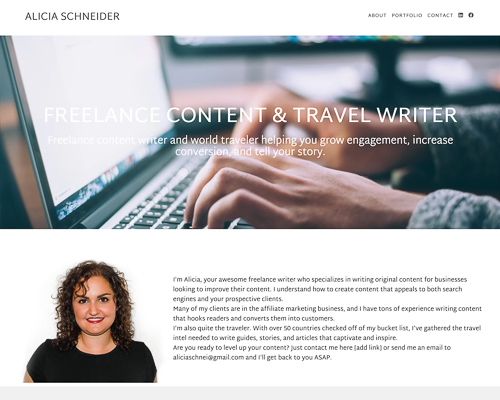 ALICIA SCHNEIDER
ABOUT PORTFOLIO CONTACT
FREELANCE CONTENT & TRAVEL WRITER
Freelance content writer and world traveler helping you grow engagement, increase
conversion, and tell your story.
I'm Alicia, your awesome freelance writer who specializes in writing original content for businesses
looking to improve their content. I understand how to create content that appeals to both search
engines and your prospective clients.
Many of my clients are in the affiliate marketing business, and I have tons of experience writing content
that hooks readers and converts them into customers.
I'm also quite the traveler. With over 50 countries checked off of my bucket list, I've gathered the travel
intel needed to write guides, stories, and articles that captivate and inspire.
Are you ready to level up your content? Just contact me here [add link] or send me an email to
aliciaschnei@gmail.com and I'll get back to you ASAP.